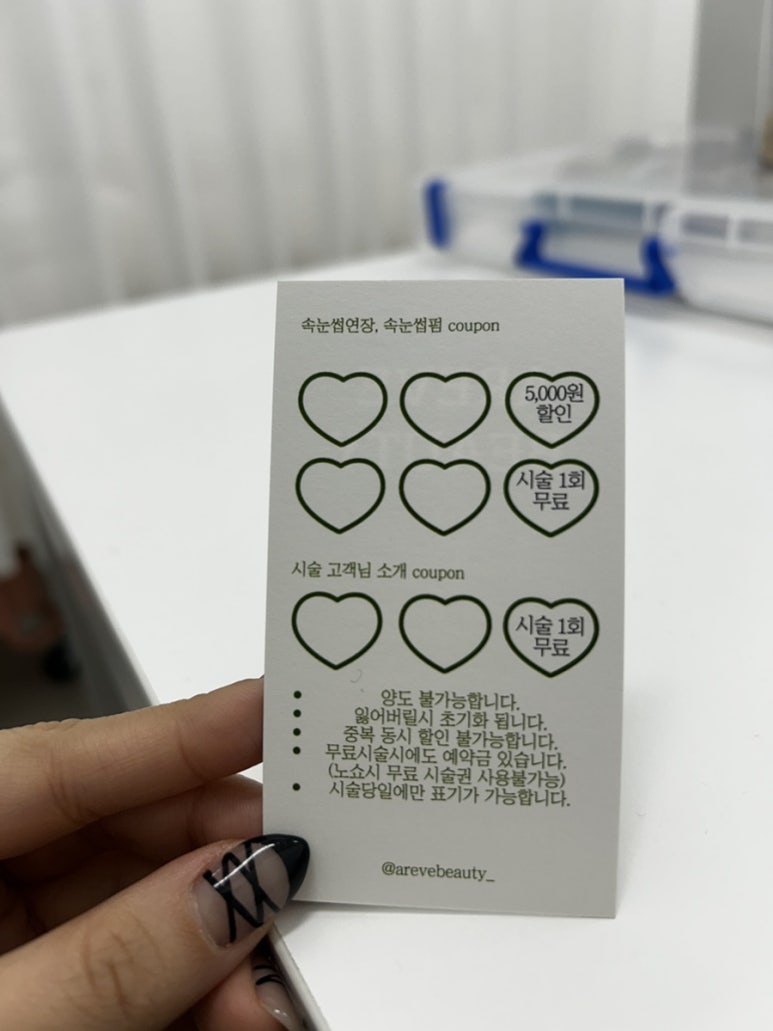 속눈썹연장, 속눈썹펌 coupon
5,000원
할인
시술 1회
무료
시술 고객님 소개 coupon
시술 1회
무료
• 양도 불가능합니다.
• 잃어버릴시 초기화 됩니다.
• 중복 동시 할인 불가능합니다.
• 무료시술시에도 예약금 있습니다.
(노쇼시 무료 시술권 사용불가능)
• 시술당일에만 표기가 가능합니다.
@arevebeauty_